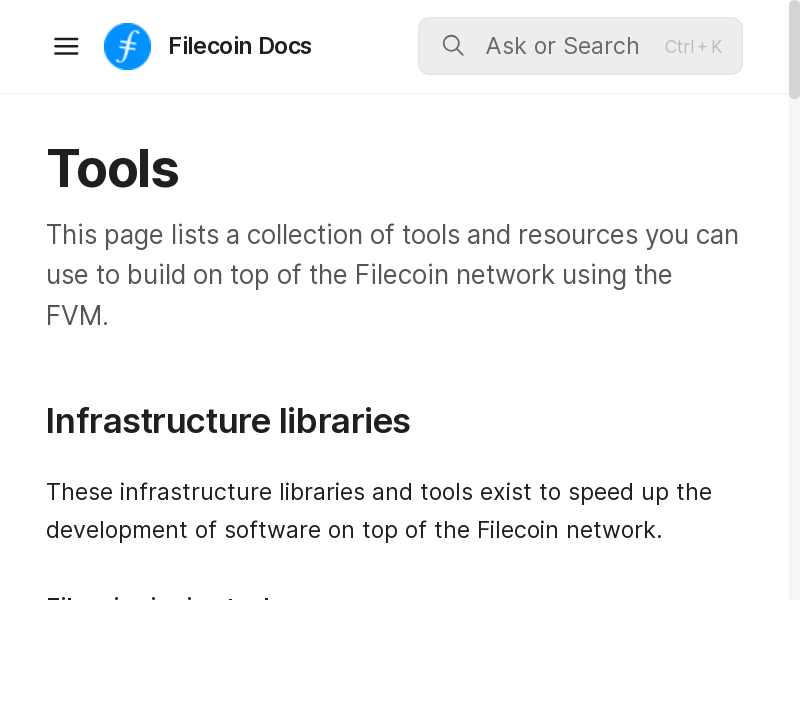 Filecoin Docs
Ask or Search Ctrl + K
Tools
This page lists a collection of tools and resources you can
use to build on top of the Filecoin network using the
FVM.
Infrastructure libraries
These infrastructure libraries and tools exist to speed up the
development of software on top of the Filecoin network.